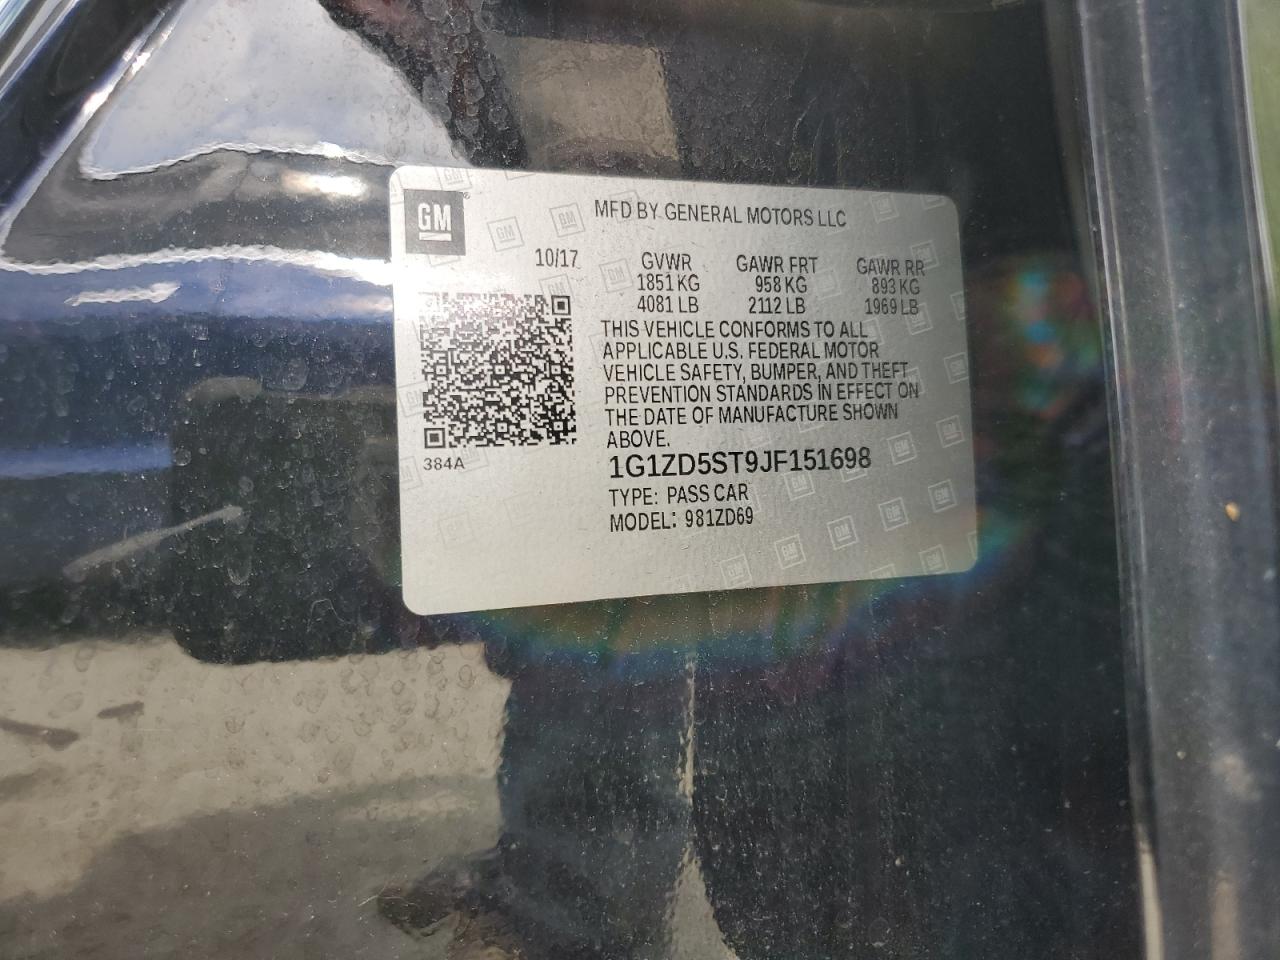 GM
MFD BY GENERAL MOTORS LLC
10/17 GVWR GAWR FRT GAWR RR
1851 KG 958 KG 893 KG
4081 LB 2112 LB 1969 LB
THIS VEHICLE CONFORMS TO ALL
APPLICABLE U.S. FEDERAL MOTOR
VEHICLE SAFETY, BUMPER, AND THEFT
PREVENTION STANDARDS IN EFFECT ON
THE DATE OF MANUFACTURE SHOWN
ABOVE.
384A
1G1ZD5ST9JF151698
TYPE: PASS CAR
MODEL: 981ZD69